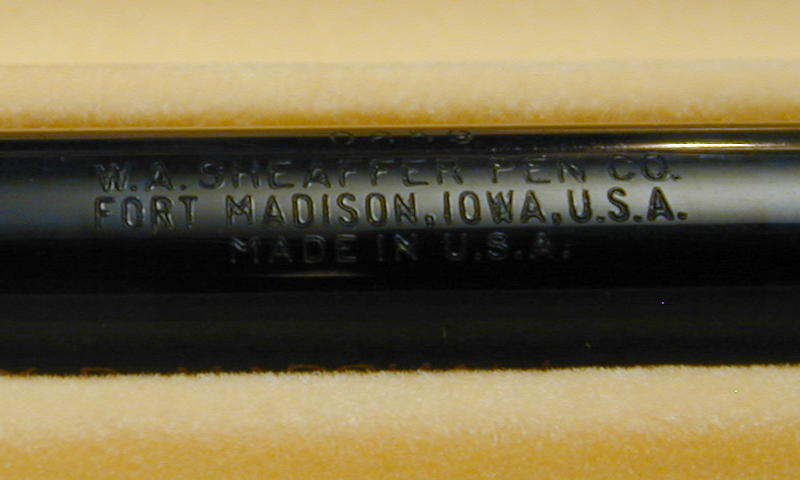 W.A. SHEAFFER PEN CO.
FORT MADISON, IOWA, U.S.A.
MADE IN U.S.A.